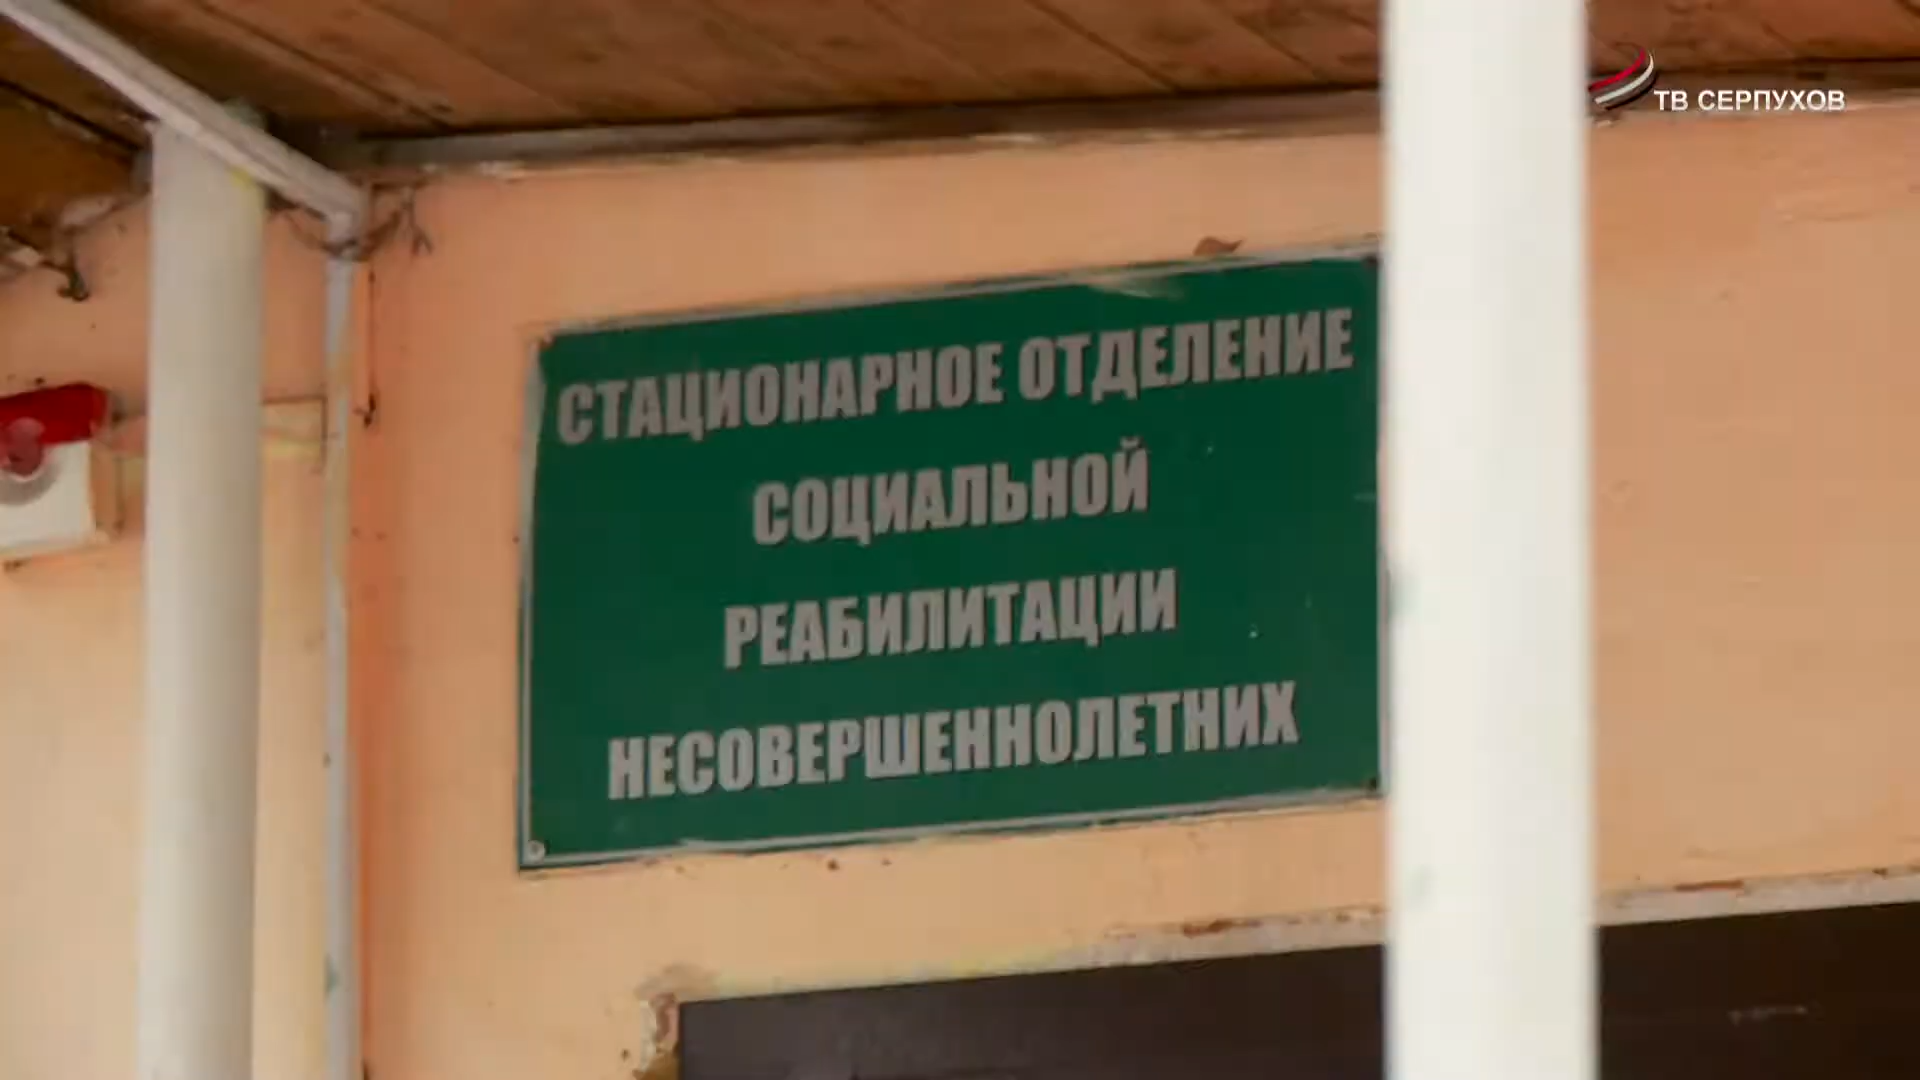 ТВ СЕРПУХОВ
СТАЦИОНАРНОЕ ОТДЕЛЕНИЕ
СОЦИАЛЬНОЙ
РЕАБИЛИТАЦИИ
НЕСОВЕРШЕННОЛЕТНИХ